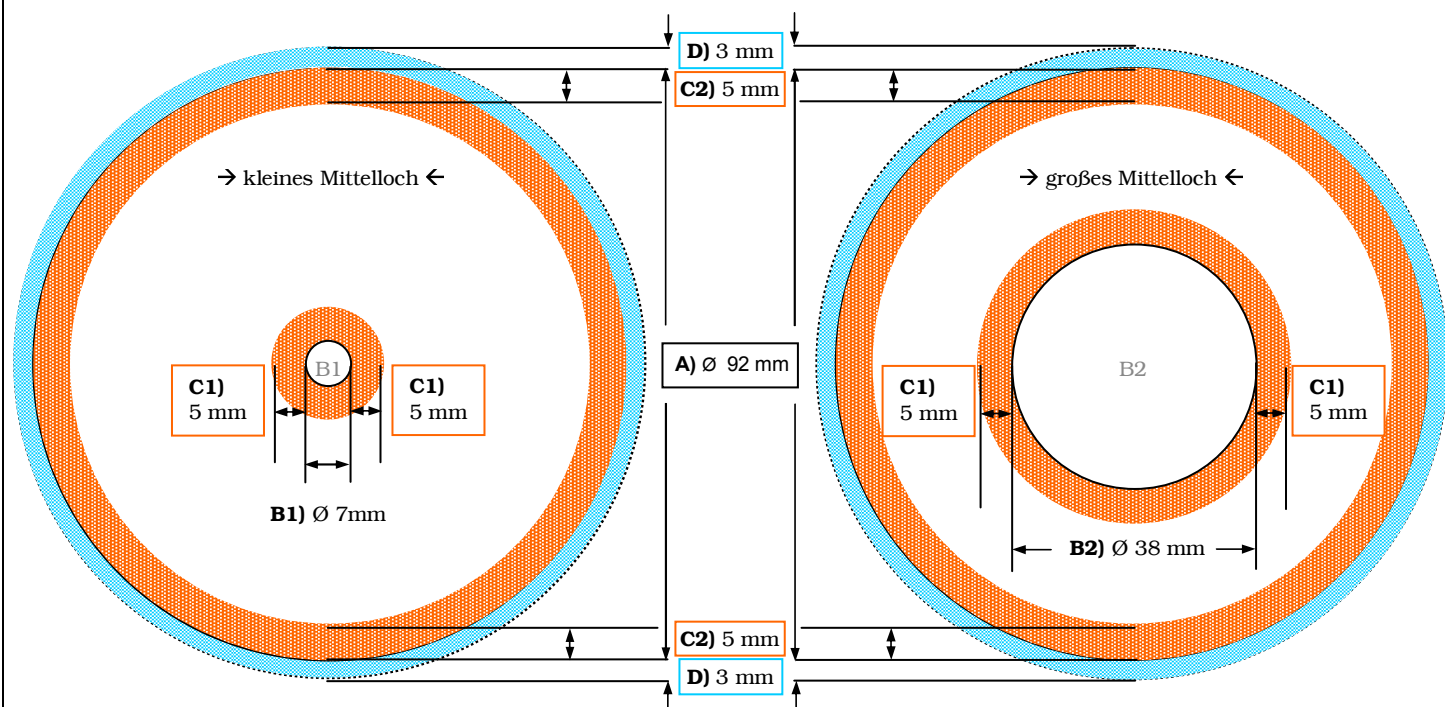 D) 3 mm
C2) 5 mm
→ kleines Mittelloch ←
→ großes Mittelloch ←
B1
A) Ø 92 mm
B2
C1)
5 mm
C1)
5 mm
C1)
5 mm
C1)
5 mm
B1) Ø 7mm
B2) Ø 38 mm
C2) 5 mm
D) 3 mm